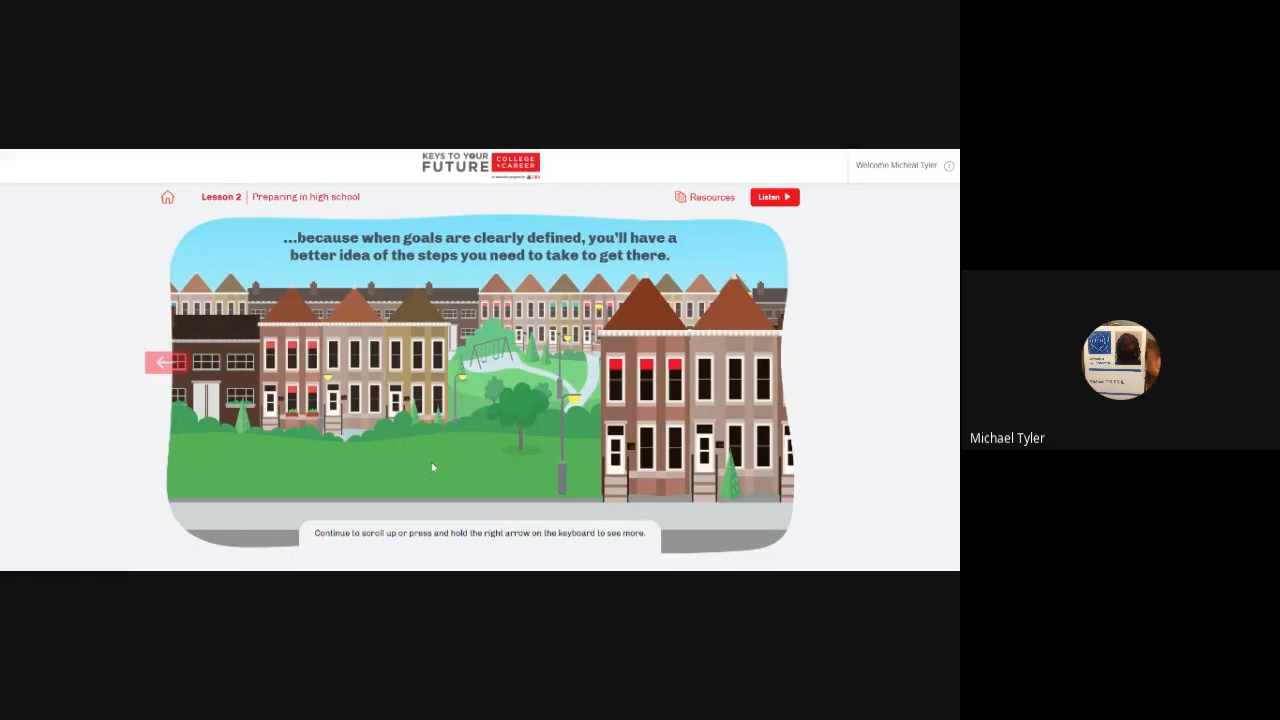 KEYS TO YOUR
FUTURE
COLLEGE
+CAREER
Welcome Micheal Tyler
Lesson 2 | Preparing in high school
Resources
Listen
...because when goals are clearly defined, you'll have a
better idea of the steps you need to take to get there.
Continue to scroll up or press and hold the right arrow on the keyboard to see more.
Michael Tyler